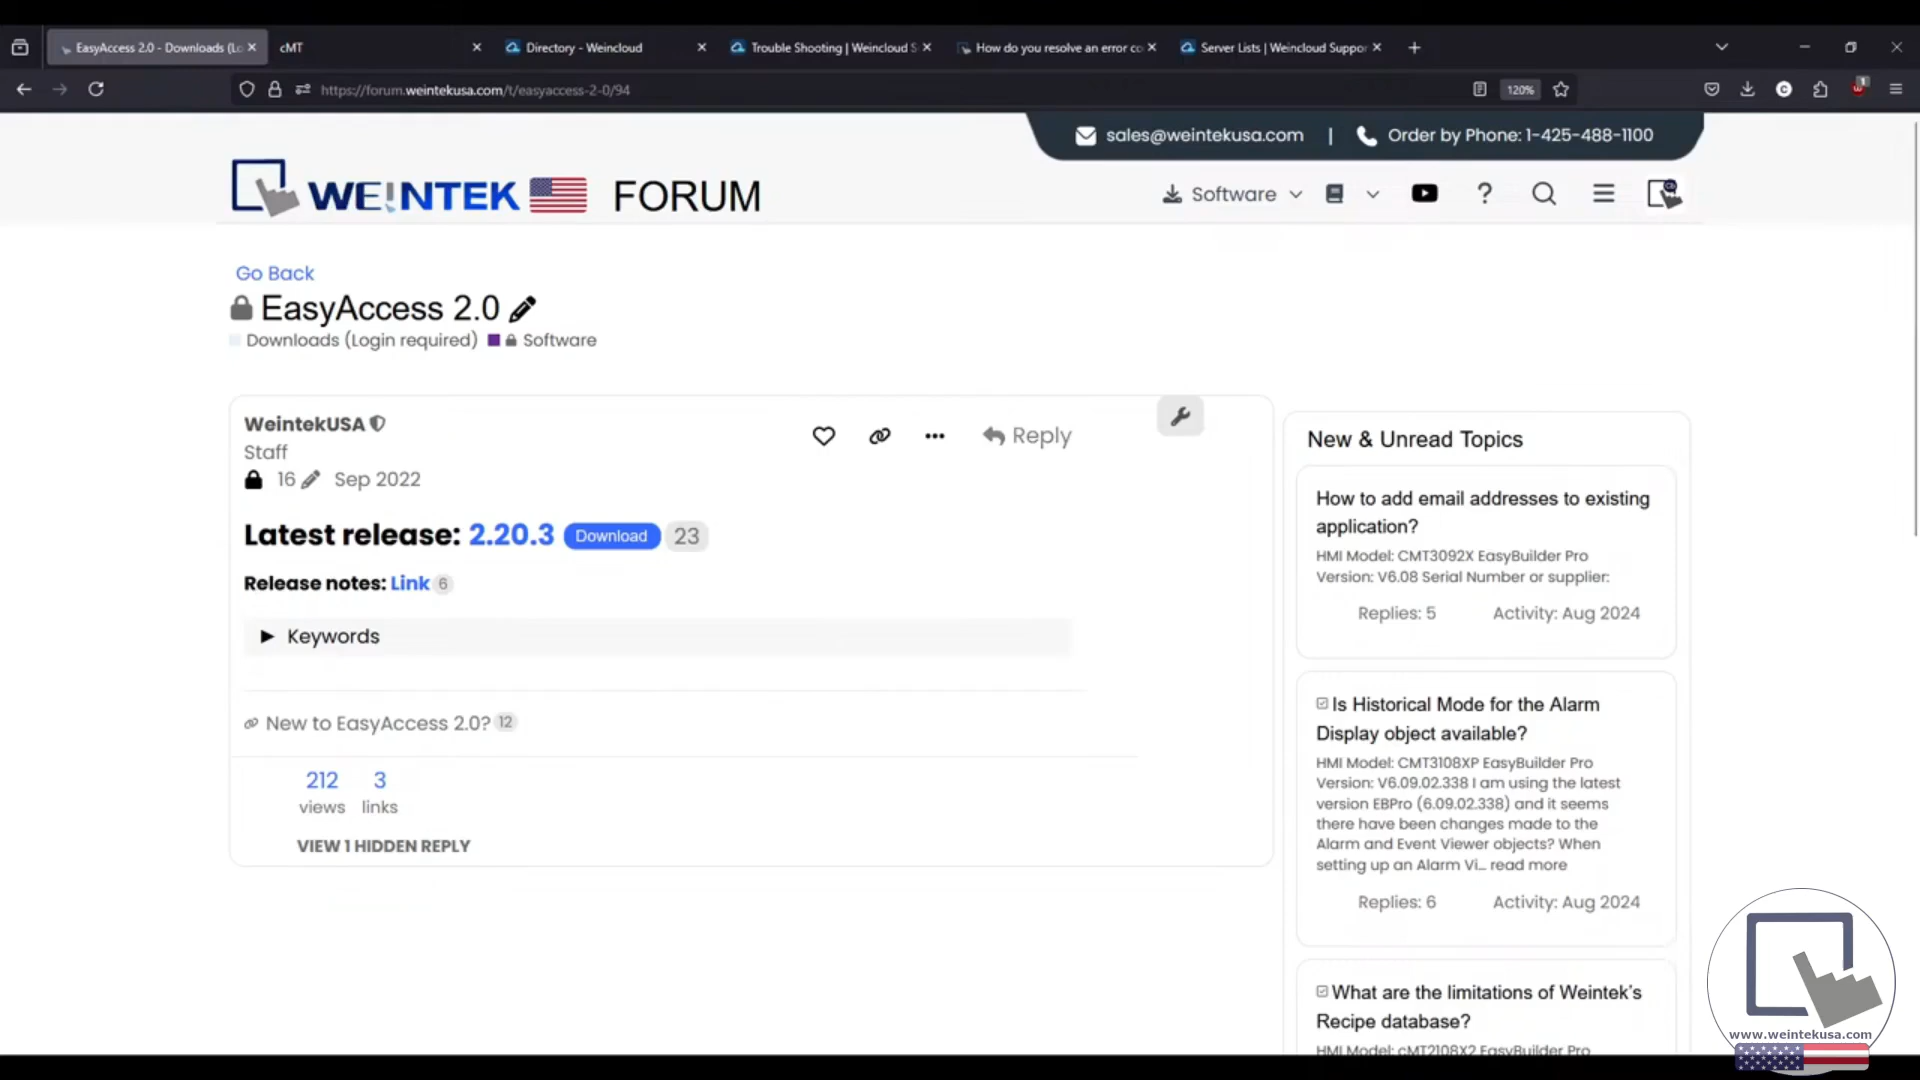 EasyAccess 2.0 - Downloads (Lo
cMT
Directory - Weincloud
Trouble Shooting | Weincloud S
How do you resolve an error co
Server Lists | Weincloud Suppor
https://forum.weintekusa.com/t/easyaccess-2-0/94
120%
1
sales@weintekusa.com | Order by Phone: 1-425-488-1100
WE!NTEK FORUM
Software
Go Back
EasyAccess 2.0
Downloads (Login required) Software
WeintekUSA
Staff
16 Sep 2022
Reply
Latest release: 2.20.3 Download 23
Release notes: Link 6
Keywords
New to EasyAccess 2.0? 12
212 3
views links
VIEW 1 HIDDEN REPLY
New & Unread Topics
How to add email addresses to existing
application?
HMI Model: CMT3092X EasyBuilder Pro
Version: V6.08 Serial Number or supplier:
Replies: 5 Activity: Aug 2024
Is Historical Mode for the Alarm
Display object available?
HMI Model: CMT3108XP EasyBuilder Pro
Version: V6.09.02.338 I am using the latest
version EBPro (6.09.02.338) and it seems
there have been changes made to the
Alarm and Event Viewer objects? When
setting up an Alarm Vi... read more
Replies: 6 Activity: Aug 2024
What are the limitations of Weintek's
Recipe database?
HMI Model: cMT2108X2 EasyBuilder Pro
www.weintekusa.com